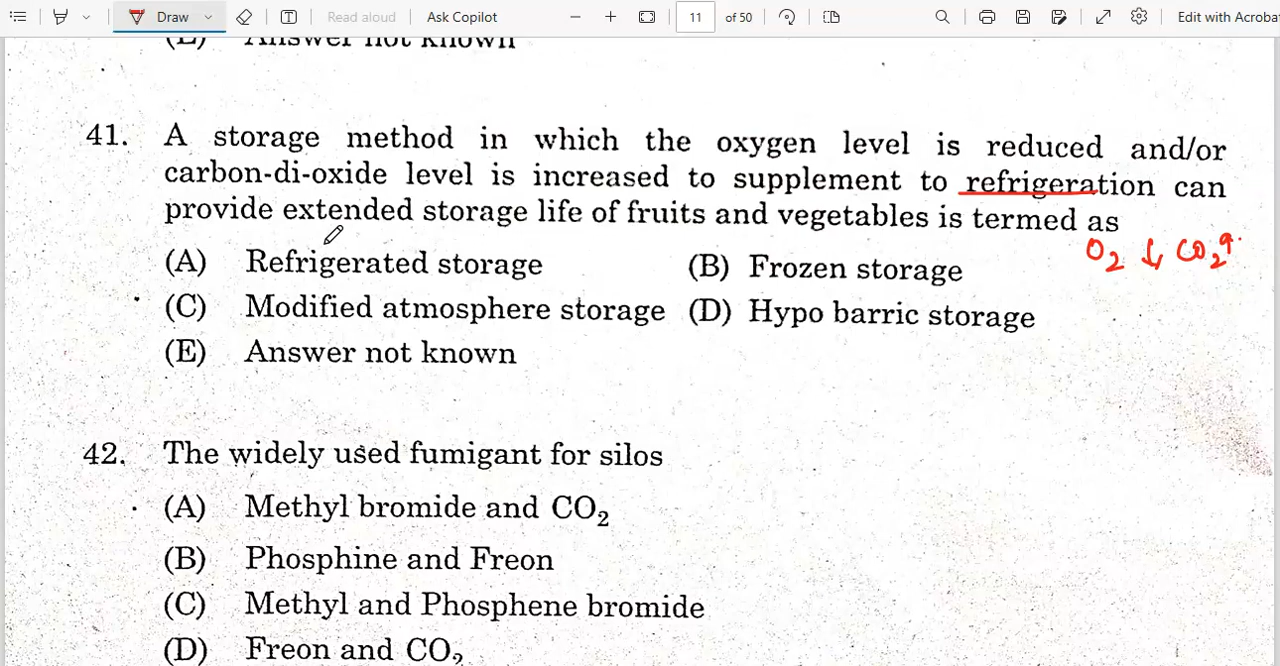 Draw
Read aloud
Ask Copilot
11 of 50
Edit with Acroba
(E) Answer not known
41. A storage method in which the oxygen level is reduced and/or
carbon-di-oxide level is increased to supplement to refrigeration can
provide extended storage life of fruits and vegetables is termed as
O2 ↓ CO2 ↑
(A) Refrigerated storage (B) Frozen storage
(C) Modified atmosphere storage (D) Hypo barric storage
(E) Answer not known
42. The widely used fumigant for silos
(A) Methyl bromide and CO2
(B) Phosphine and Freon
(C) Methyl and Phosphene bromide
(D) Freon and CO2